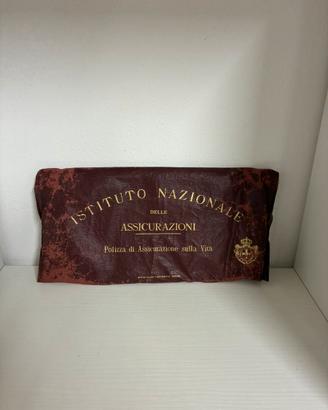 ISTITUTO NAZIONALE
DELLE
ASSICURAZIONI
Polizza di Assicurazione sulla Vita